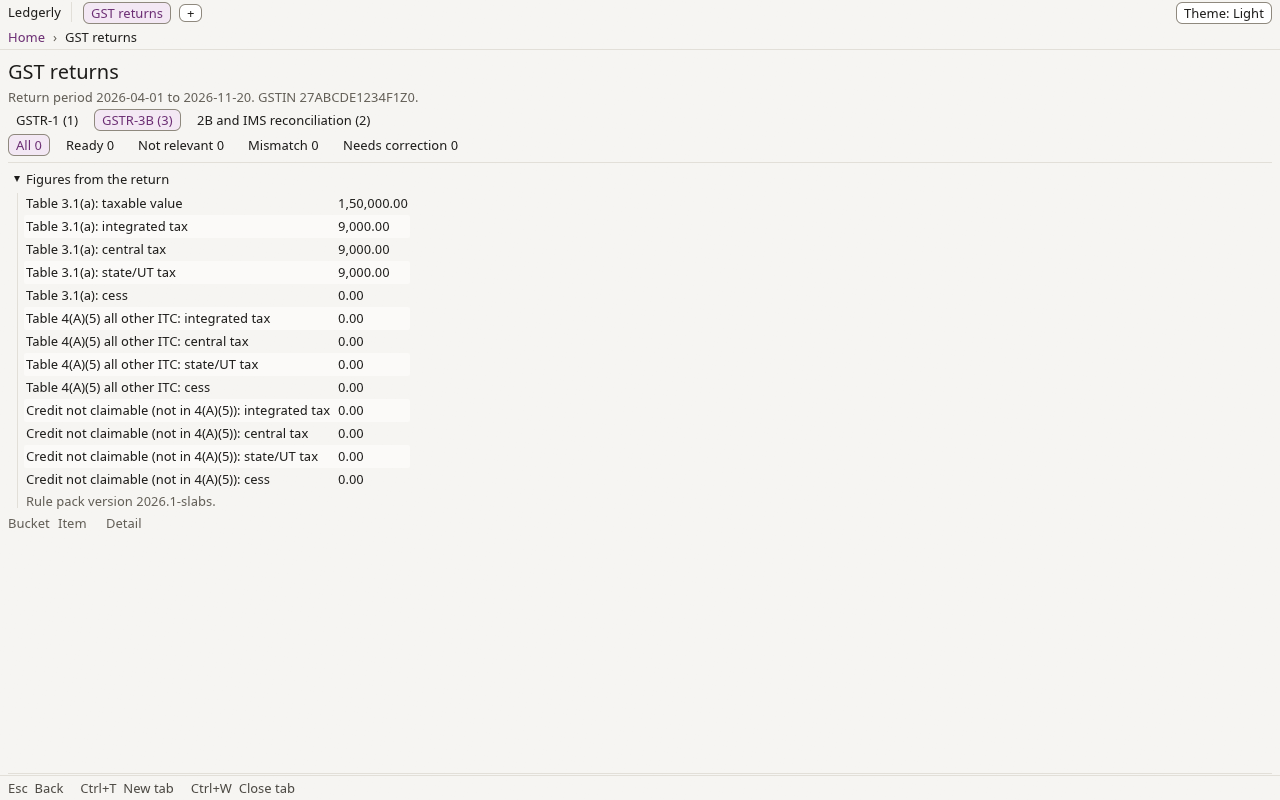 Ledgerly GST returns + Theme: Light
Home › GST returns
GST returns
Return period 2026-04-01 to 2026-11-20. GSTIN 27ABCDE1234F1Z0.
GSTR-1 (1) GSTR-3B (3) 2B and IMS reconciliation (2)
All 0 Ready 0 Not relevant 0 Mismatch 0 Needs correction 0
▼ Figures from the return
Table 3.1(a): taxable value 1,50,000.00
Table 3.1(a): integrated tax 9,000.00
Table 3.1(a): central tax 9,000.00
Table 3.1(a): state/UT tax 9,000.00
Table 3.1(a): cess 0.00
Table 4(A)(5) all other ITC: integrated tax 0.00
Table 4(A)(5) all other ITC: central tax 0.00
Table 4(A)(5) all other ITC: state/UT tax 0.00
Table 4(A)(5) all other ITC: cess 0.00
Credit not claimable (not in 4(A)(5)): integrated tax 0.00
Credit not claimable (not in 4(A)(5)): central tax 0.00
Credit not claimable (not in 4(A)(5)): state/UT tax 0.00
Credit not claimable (not in 4(A)(5)): cess 0.00
Rule pack version 2026.1-slabs.
Bucket Item Detail
Esc Back Ctrl+T New tab Ctrl+W Close tab